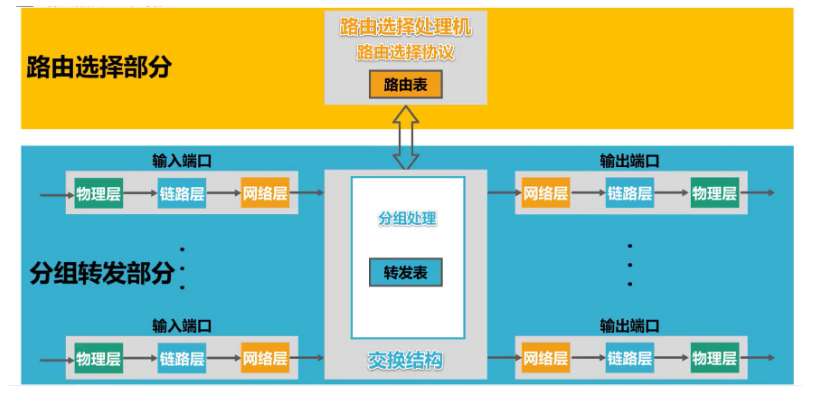 路由选择处理机
路由选择协议
路由选择部分
路由表
输入端口
输出端口
物理层
链路层
网络层
网络层
链路层
物理层
分组处理
分组转发部分
转发表
输入端口
输出端口
物理层
链路层
网络层
交换结构
网络层
链路层
物理层